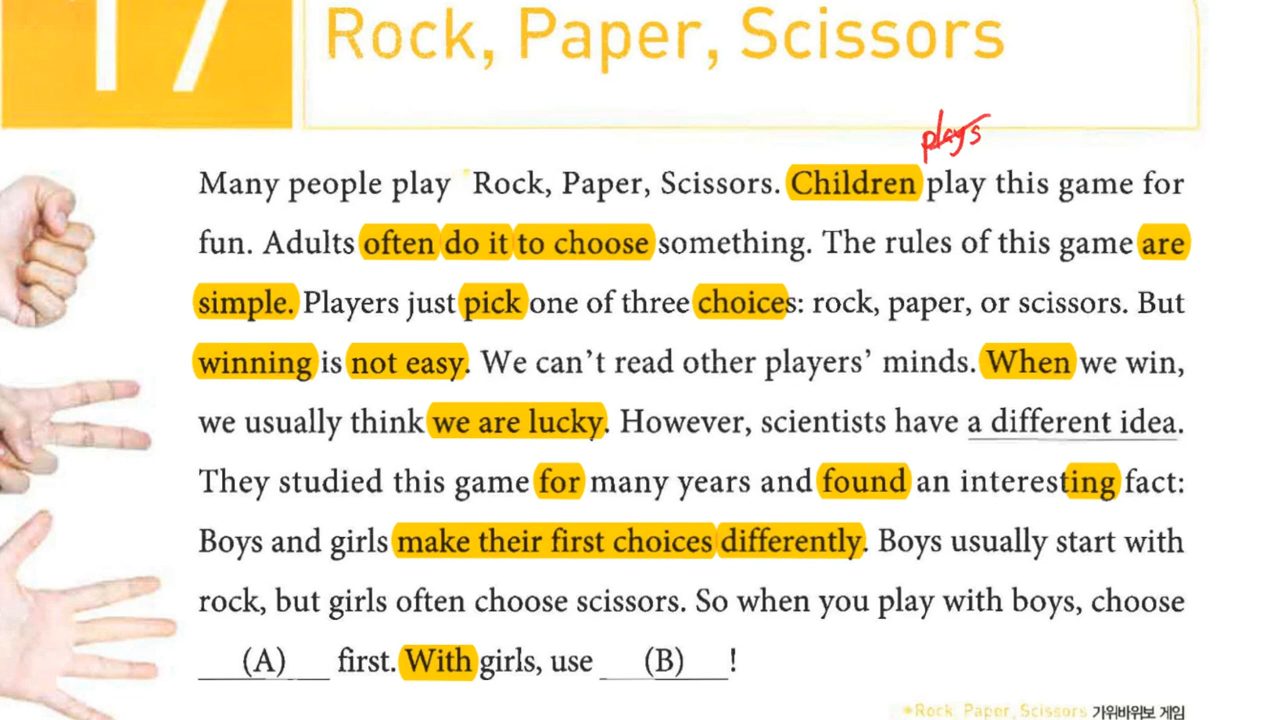 17
Rock, Paper, Scissors
plays
Many people play Rock, Paper, Scissors. Children play this game for
fun. Adults often do it to choose something. The rules of this game are
simple. Players just pick one of three choices: rock, paper, or scissors. But
winning is not easy. We can't read other players' minds. When we win,
we usually think we are lucky. However, scientists have a different idea.
They studied this game for many years and found an interesting fact:
Boys and girls make their first choices differently. Boys usually start with
rock, but girls often choose scissors. So when you play with boys, choose
(A) first. With girls, use (B) !
Rock, Paper, Scissors 가위바위보 게임